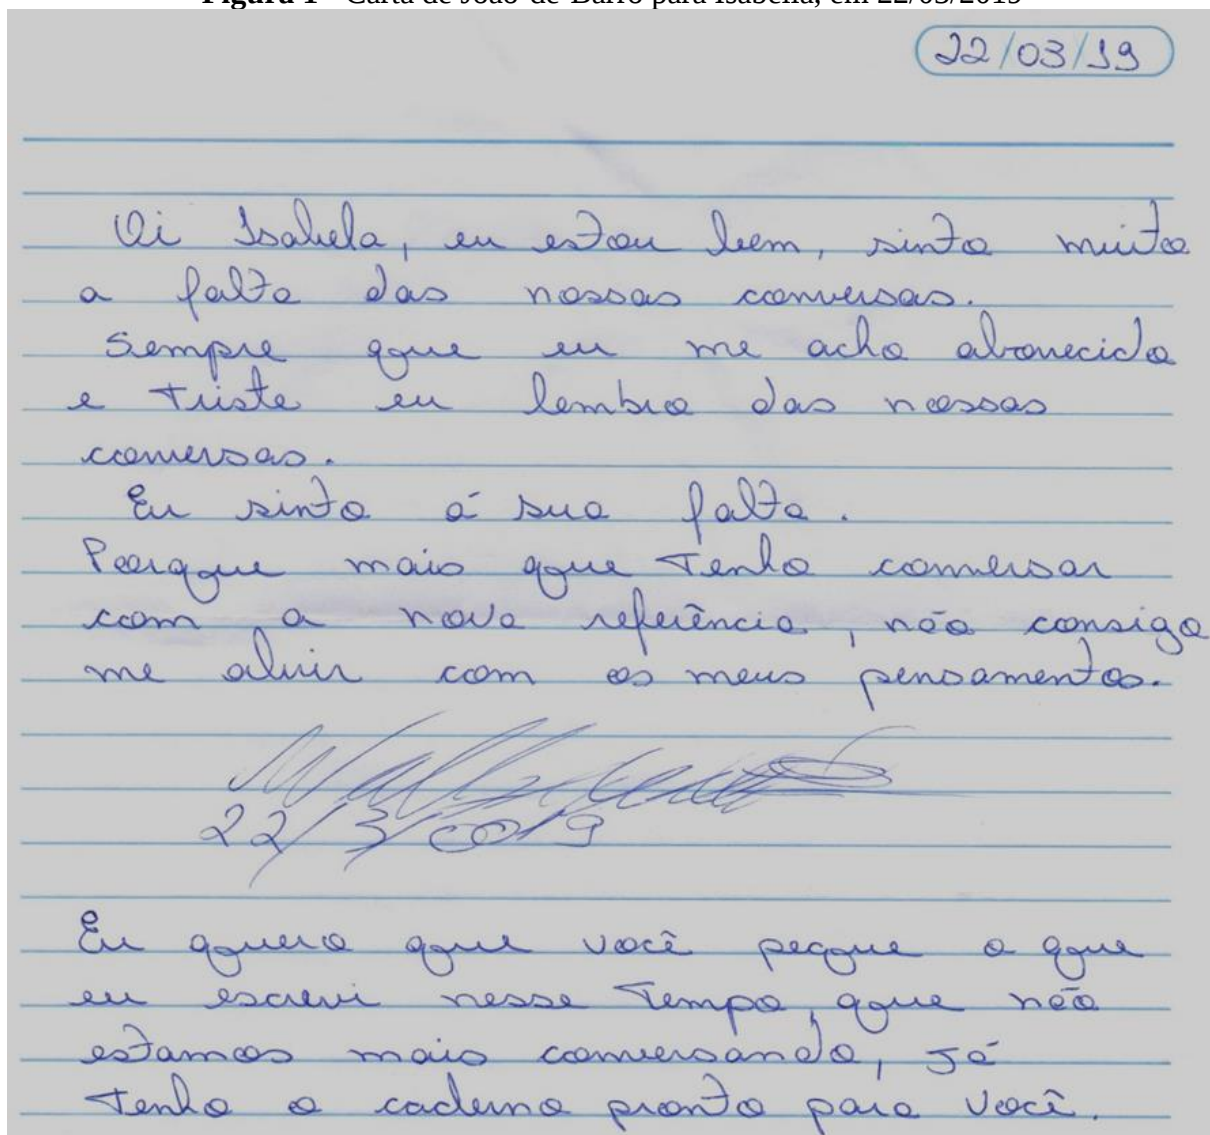 Figura 1 - Carta de João-de-Barro para Isabella, em 22/03/2019
22/03/19
Oi Isabela, eu estou bem, sinto muito
a falta das nossas conversas.
Sempre que eu me acho aborrecido
e triste eu lembro das nossas
conversas.
Eu sinto á sua falta.
Porque mais que Tenho conversar
com a nova referência, não consigo
me abrir com os meus pensamentos.
22/3/2019
Eu quero que você pegue o que
eu escrevi nesse Tempo, que não
estamos mais conversando, Já
Tenho o caderno pronto para você.